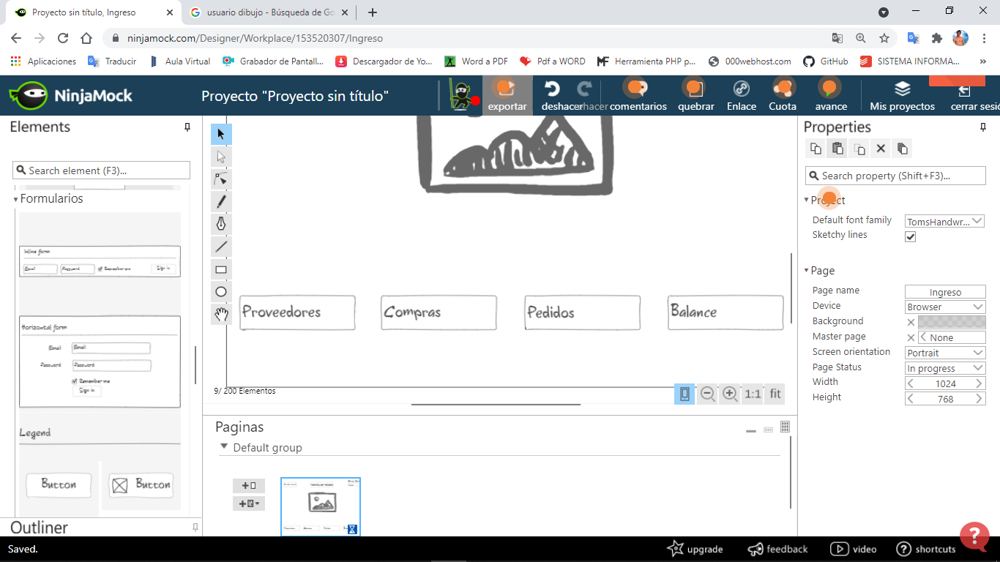 Proyecto sin título, Ingreso
usuario dibujo - Búsqueda de Go
ninjamock.com/Designer/Workplace/153520307/Ingreso
Aplicaciones
Traducir
Aula Virtual
Grabador de Pantall...
Descargador de Yo...
Word a PDF
Pdf a WORD
Herramienta PHP p...
000webhost.com
GitHub
SISTEMA INFORMA...
»
NinjaMock
Proyecto "Proyecto sin título"
exportar
deshacer
comentarios
quebrar
Enlace
Cuota
avance
Mis proyectos
cerrar sesió
Elements
Search element (F3)...
Formularios
Inline form
Email
Password
Remember me
Sign in
Horizontal form
Email
Email
Password
Password
Remember me
Sign in
Legend
Button
Button
Outliner
Proveedores
Compras
Pedidos
Balance
9/ 200 Elementos
1:1
fit
Paginas
Default group
Properties
Search property (Shift+F3)...
Project
Default font family
TomsHandwr...
Sketchy lines
Page
Page name
Ingreso
Device
Browser
Background
Master page
None
Screen orientation
Portrait
Page Status
In progress
Width
1024
Height
768
Saved.
upgrade
feedback
video
shortcuts